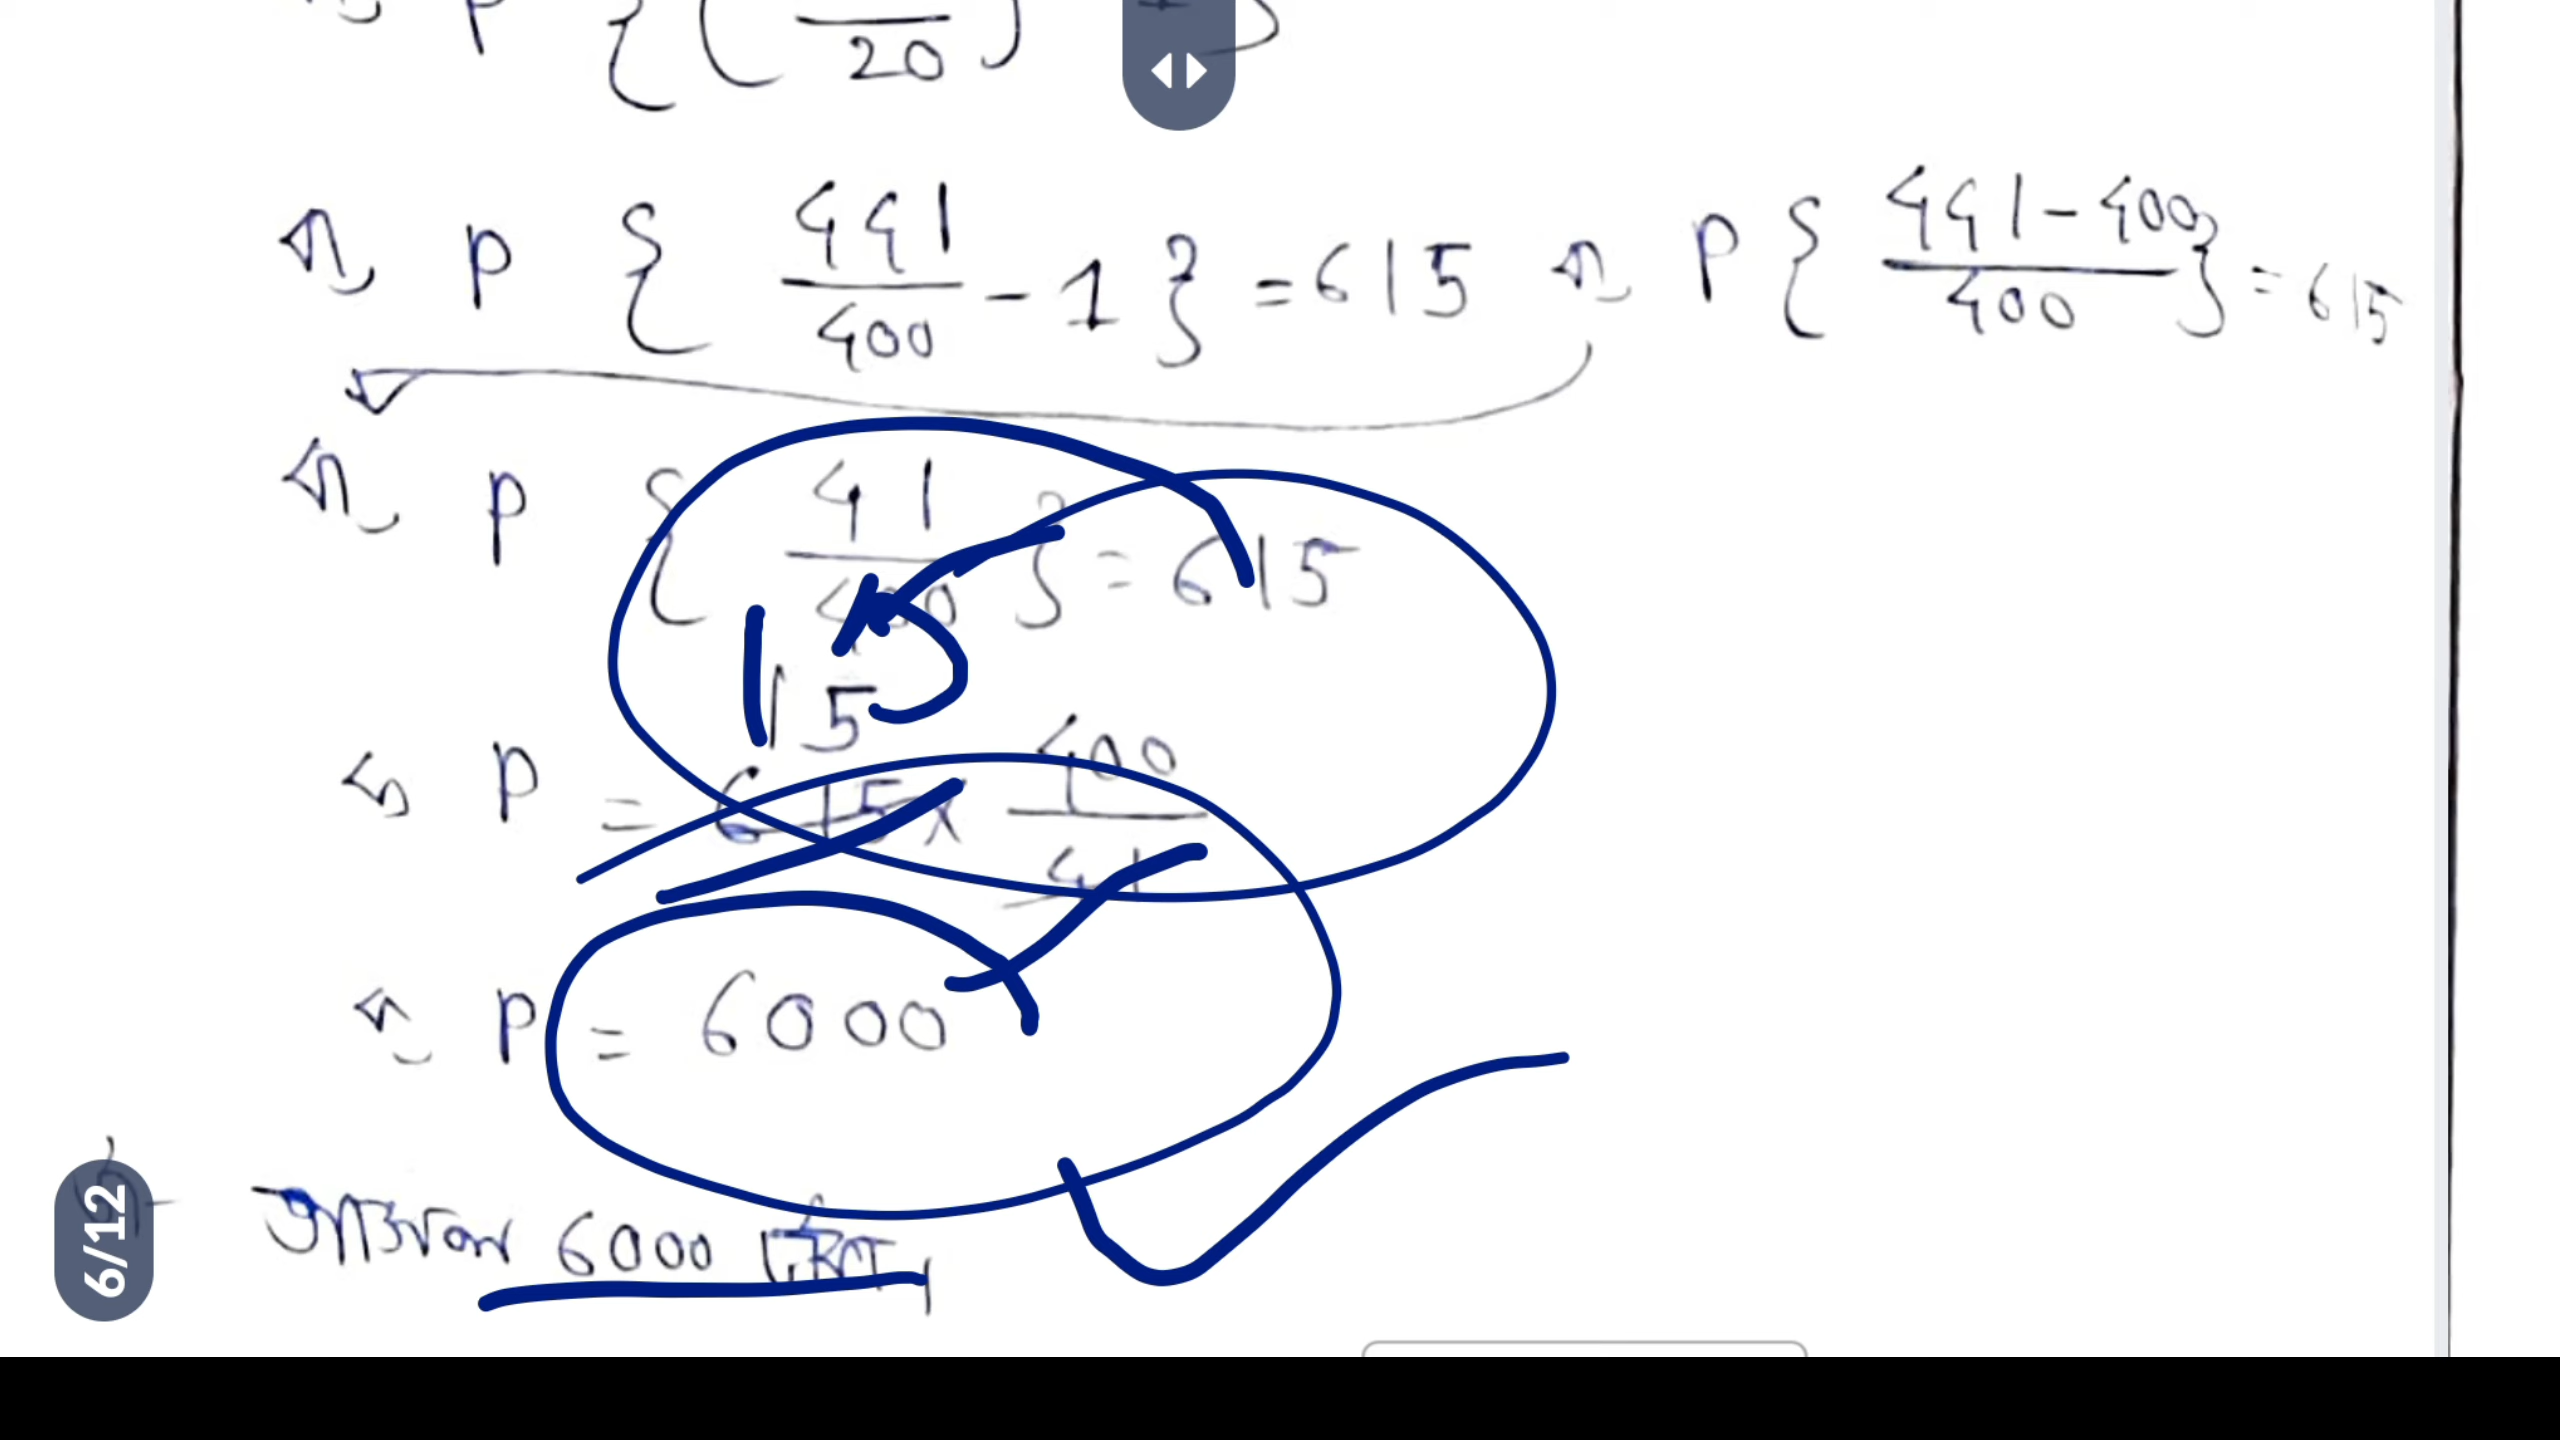 P {( /20)
বা, P { 441/400 - 1 } = 615 বা, P { 441-400/400 } = 615
বা, P { 41/400 } = 615
15
বা, P = 615 x 400/41
বা, P = 6000
আসল 6000 টাকা।
6/12